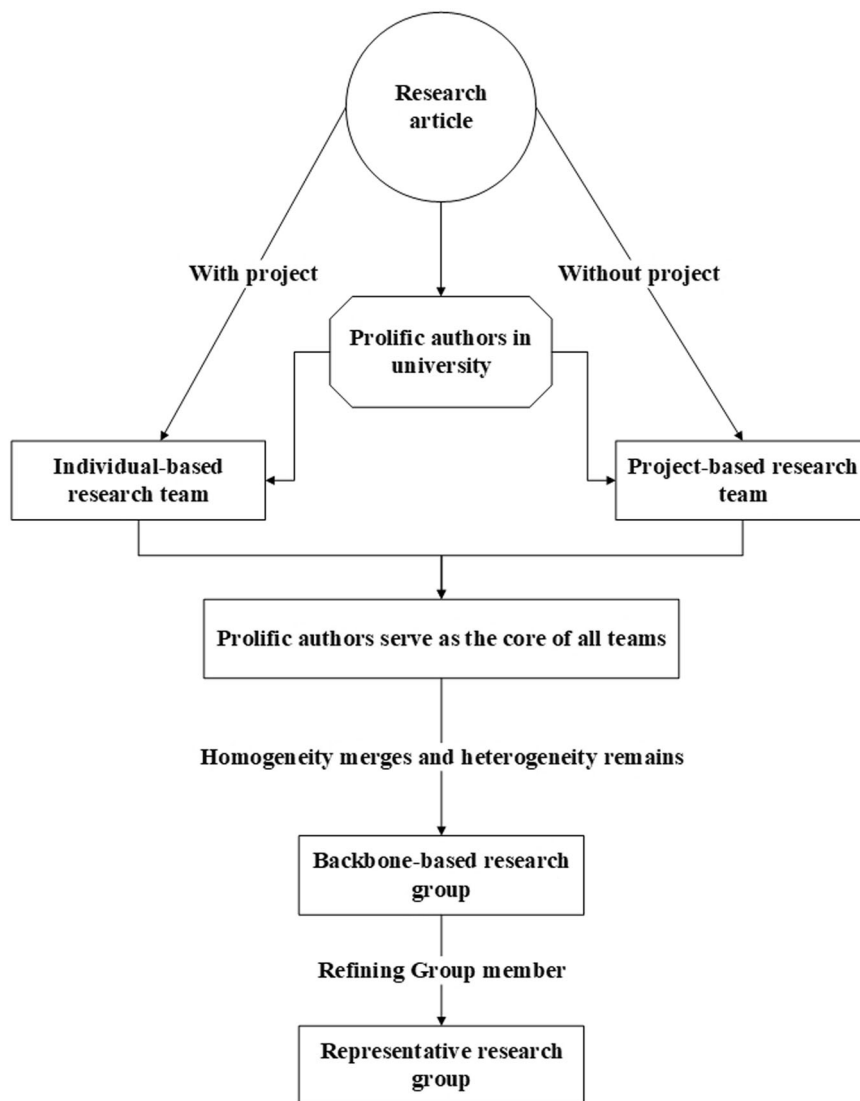 Research
article
With project
Without project
Prolific authors in
university
Individual-based
research team
Project-based research
team
Prolific authors serve as the core of all teams
Homogeneity merges and heterogeneity remains
Backbone-based research
group
Refining Group member
Representative research
group